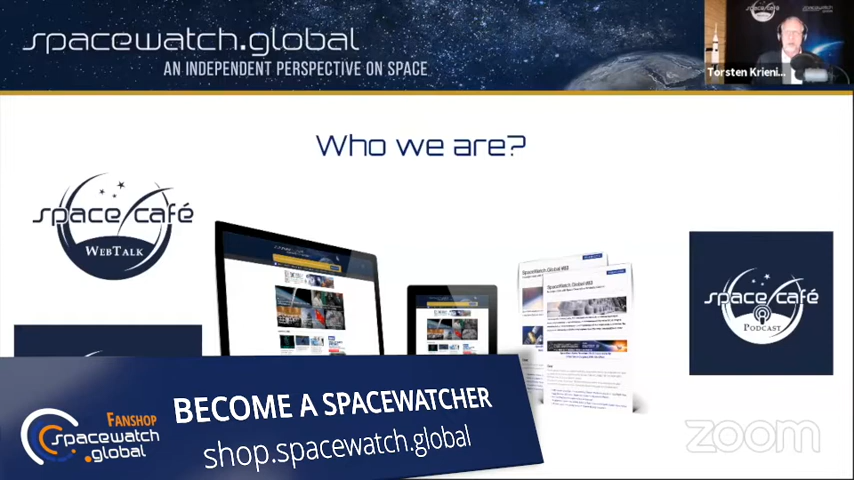 spacewatch.global
AN INDEPENDENT PERSPECTIVE ON SPACE
Torsten Krieni...
Who we are?
space café
WEBTALK
space café
PODCAST
FANSHOP
spacewatch
.global
BECOME A SPACEWATCHER
shop.spacewatch.global
zoom